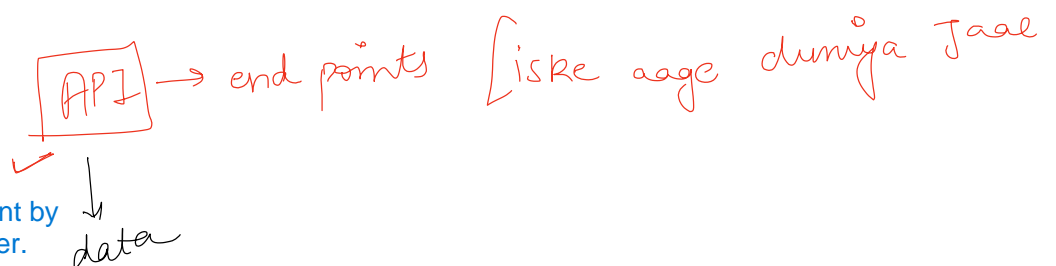 API → end points [iske aage duniya Jaal
nt by
er.
data